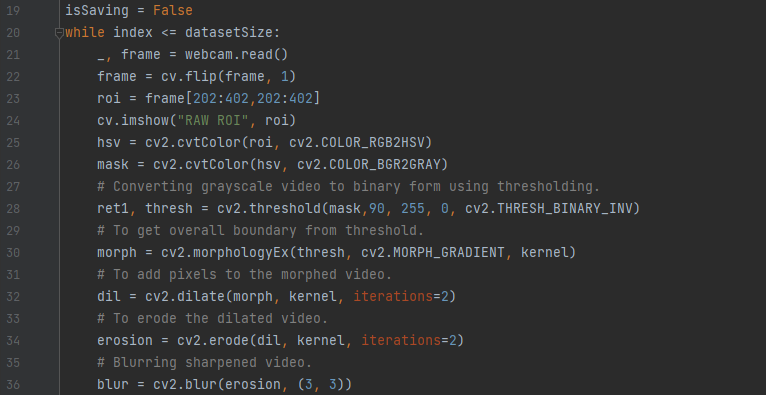 19 isSaving = False
20 while index <= datasetSize:
21     _, frame = webcam.read()
22     frame = cv.flip(frame, 1)
23     roi = frame[202:402,202:402]
24     cv.imshow("RAW ROI", roi)
25     hsv = cv2.cvtColor(roi, cv2.COLOR_RGB2HSV)
26     mask = cv2.cvtColor(hsv, cv2.COLOR_BGR2GRAY)
27     # Converting grayscale video to binary form using thresholding.
28     ret1, thresh = cv2.threshold(mask,90, 255, 0, cv2.THRESH_BINARY_INV)
29     # To get overall boundary from threshold.
30     morph = cv2.morphologyEx(thresh, cv2.MORPH_GRADIENT, kernel)
31     # To add pixels to the morphed video.
32     dil = cv2.dilate(morph, kernel, iterations=2)
33     # To erode the dilated video.
34     erosion = cv2.erode(dil, kernel, iterations=2)
35     # Blurring sharpened video.
36     blur = cv2.blur(erosion, (3, 3))